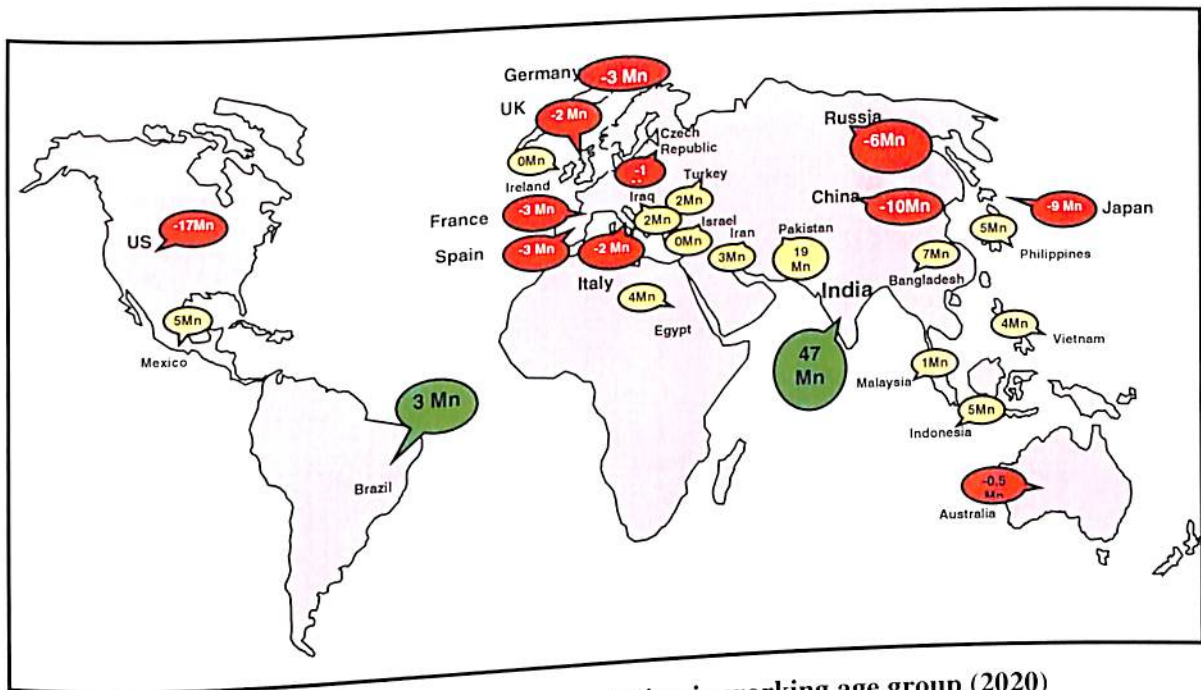 Germany
-3 Mn
UK
-2 Mn
Czech
Republic
Russia
-6Mn
0Mn
Ireland
-1
Turkey
2Mn
Iraq
2Mn
China
-10Mn
-9 Mn
Japan
France
-3 Mn
Israel
0Mn
Iran
3Mn
Pakistan
19
Mn
5Mn
Philippines
US
-17Mn
Spain
-3 Mn
-2 Mn
Italy
7Mn
Bangladesh
India
47
Mn
4Mn
Egypt
5Mn
Mexico
4Mn
Vietnam
1Mn
Malaysia
3 Mn
Brazil
5Mn
Indonesia
-0.5
Mn
Australia
in working age group (2020)